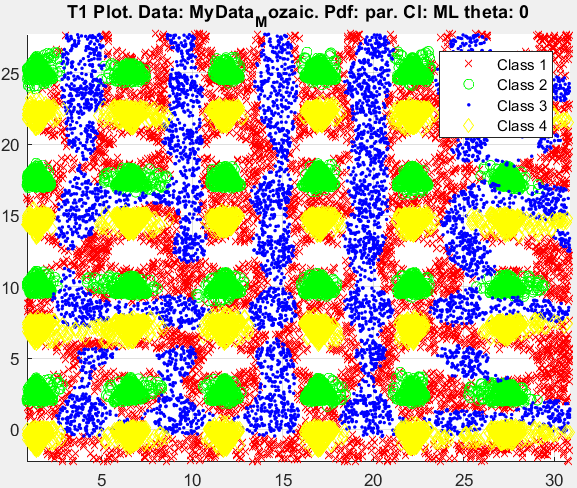 T1 Plot. Data: MyData_Mozaic. Pdf: par. Cl: ML theta: 0
Class 1
Class 2
Class 3
Class 4
25
20
15
10
5
0
5 10 15 20 25 30